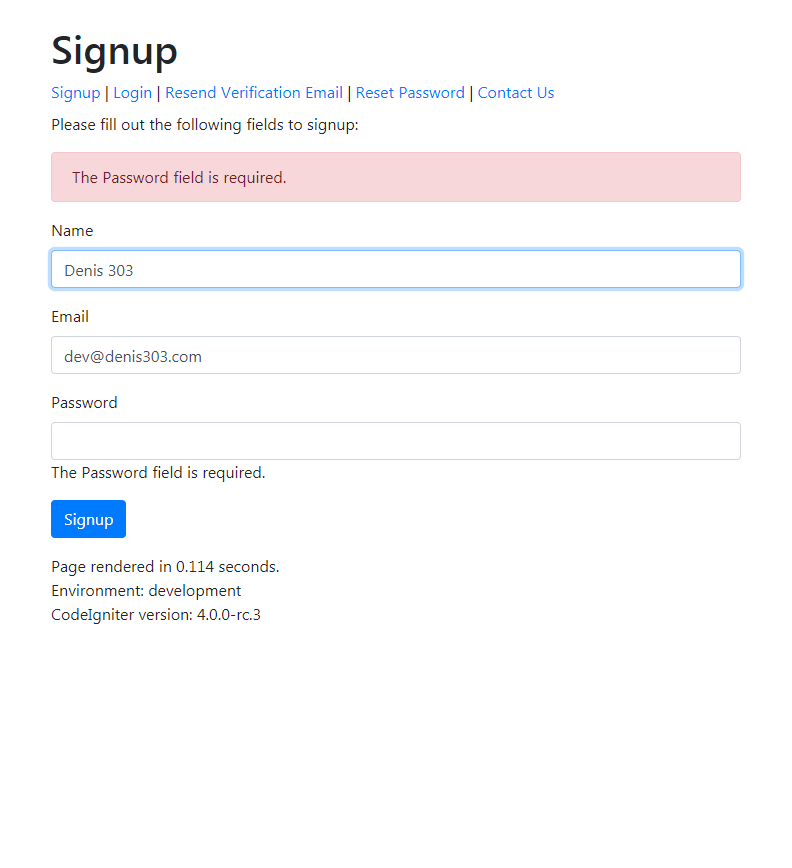 Signup
Signup | Login | Resend Verification Email | Reset Password | Contact Us
Please fill out the following fields to signup:
The Password field is required.
Name
Denis 303
Email
dev@denis303.com
Password
The Password field is required.
Signup
Page rendered in 0.114 seconds.
Environment: development
CodeIgniter version: 4.0.0-rc.3